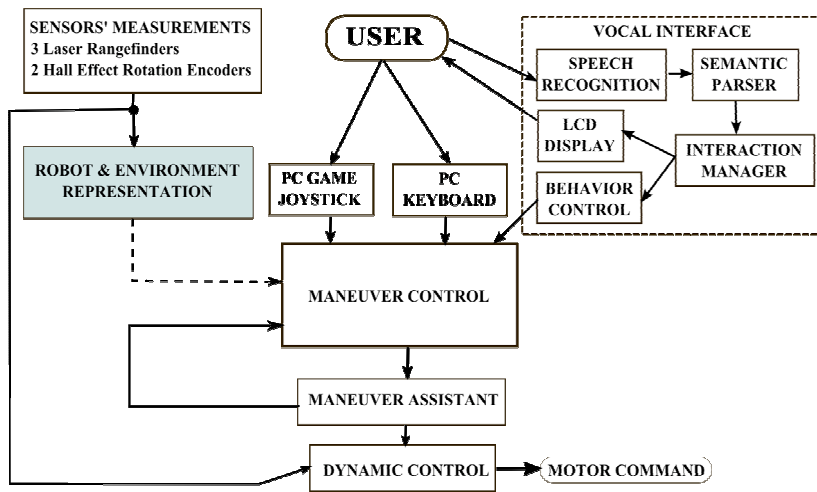 SENSORS' MEASUREMENTS
3 Laser Rangefinders
2 Hall Effect Rotation Encoders
USER
VOCAL INTERFACE
SPEECH
RECOGNITION
SEMANTIC
PARSER
LCD
DISPLAY
INTERACTION
MANAGER
BEHAVIOR
CONTROL
ROBOT & ENVIRONMENT
REPRESENTATION
PC GAME
JOYSTICK
PC
KEYBOARD
MANEUVER CONTROL
MANEUVER ASSISTANT
DYNAMIC CONTROL
MOTOR COMMAND